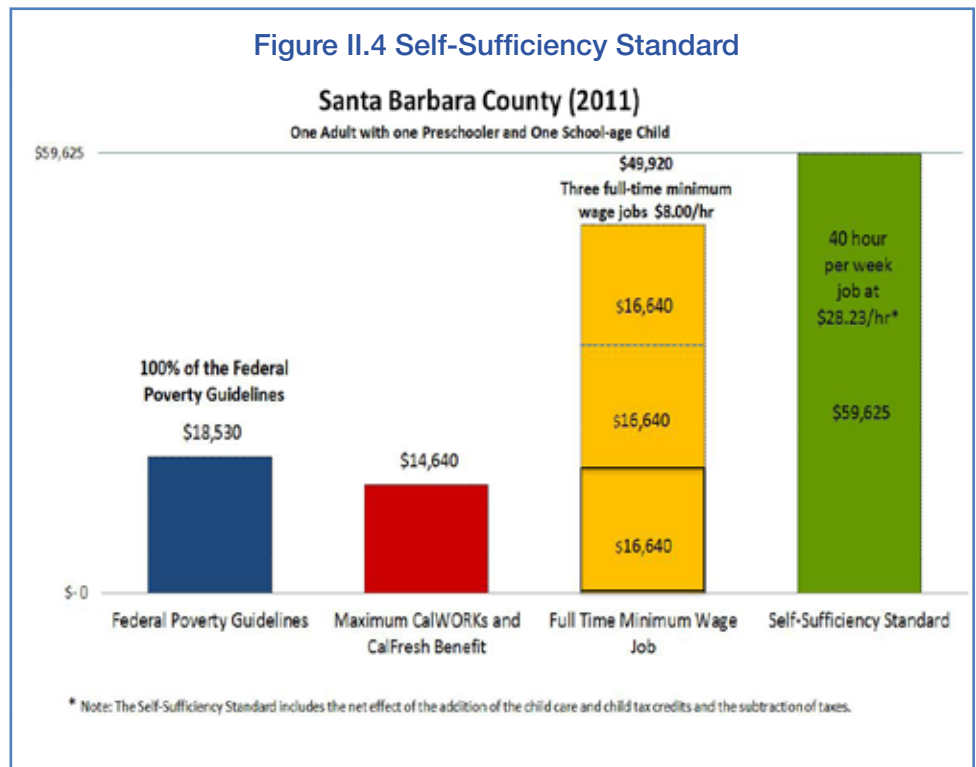 Figure II.4 Self-Sufficiency Standard
Santa Barbara County (2011)
One Adult with one Preschooler and One School-age Child
$59,625
$49,920
Three full-time minimum
wage jobs $8.00/hr
40 hour
per week
job at
$28.23/hr*
$16,640
100% of the Federal
Poverty Guidelines
$18,530
$14,640
$16,640
$59,625
$16,640
$- 0
Federal Poverty Guidelines
Maximum CalWORKs and
CalFresh Benefit
Full Time Minimum Wage
Job
Self-Sufficiency Standard
* Note: The Self-Sufficiency Standard includes the net effect of the addition of the child care and child tax credits and the subtraction of taxes.